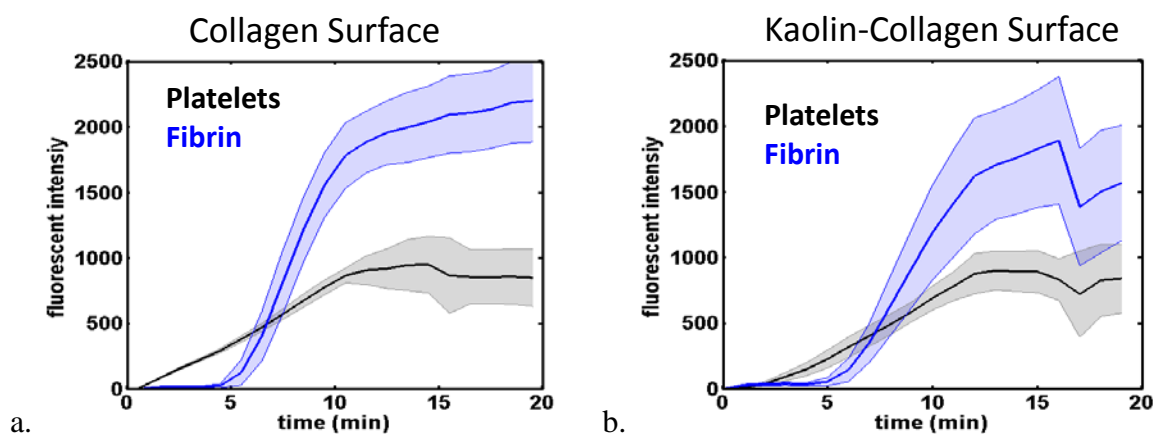 Collagen Surface
2500
2000
1500
1000
500
0
fluorescent intensiy
Platelets
Fibrin
0
5
10
15
20
time (min)
a.
Kaolin-Collagen Surface
2500
2000
1500
1000
500
0
fluorescent intensiy
Platelets
Fibrin
0
5
10
15
20
time (min)
b.